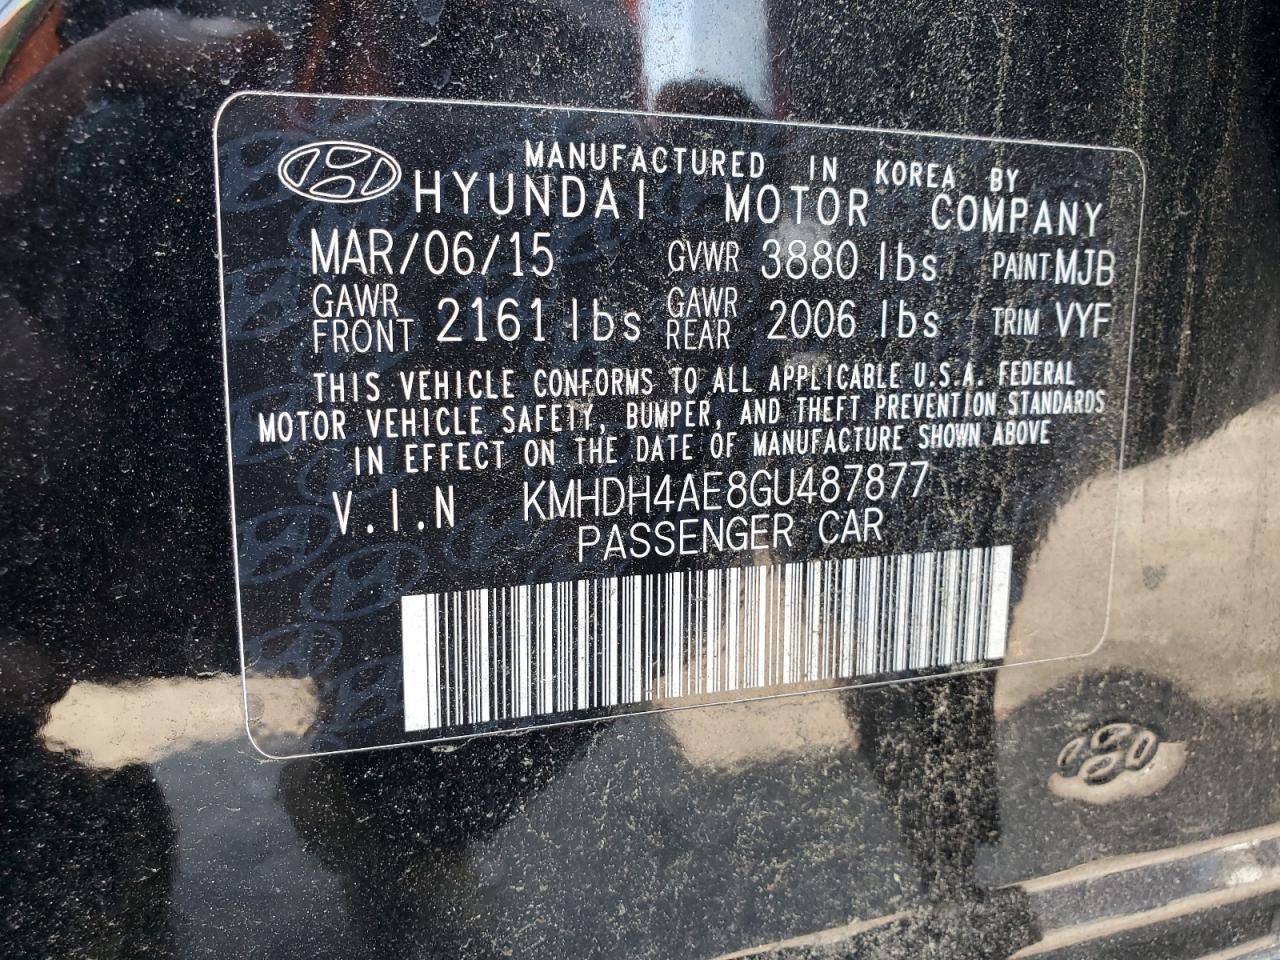 MANUFACTURED IN KOREA BY
HYUNDAI MOTOR COMPANY
MAR/06/15 GVWR 3880 lbs PAINT MJB
GAWR FRONT 2161 lbs GAWR REAR 2006 lbs TRIM VYF
THIS VEHICLE CONFORMS TO ALL APPLICABLE U.S.A. FEDERAL
MOTOR VEHICLE SAFETY, BUMPER, AND THEFT PREVENTION STANDARDS
IN EFFECT ON THE DATE OF MANUFACTURE SHOWN ABOVE
V.I.N KMHDH4AE8GU487877
PASSENGER CAR